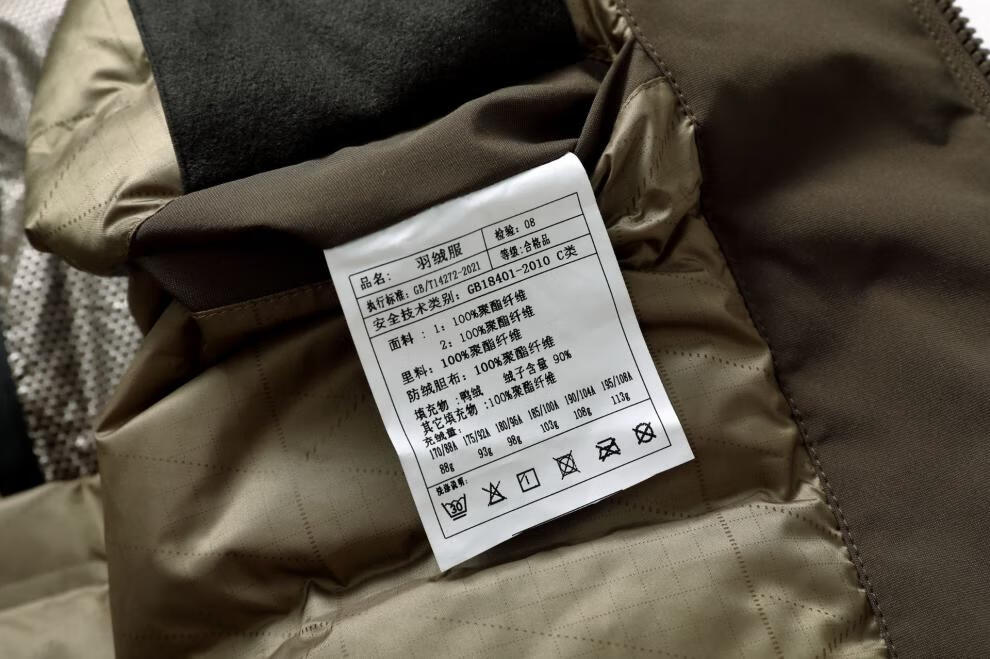 品名: 羽绒服 检验: 08
执行标准: GB/T14272-2021 等级:合格品
安全技术类别: GB18401-2010 C类
面料: 1: 100%聚酯纤维
2: 100%聚酯纤维
里料: 100%聚酯纤维
防绒胆布: 100%聚酯纤维
填充物:鸭绒 绒子含量 90%
其它填充物:100%聚酯纤维
充绒量:
170/88A 175/92A 180/96A 185/100A 190/104A 195/108A
88g 93g 98g 103g 108g 113g
洗涤说明:
30